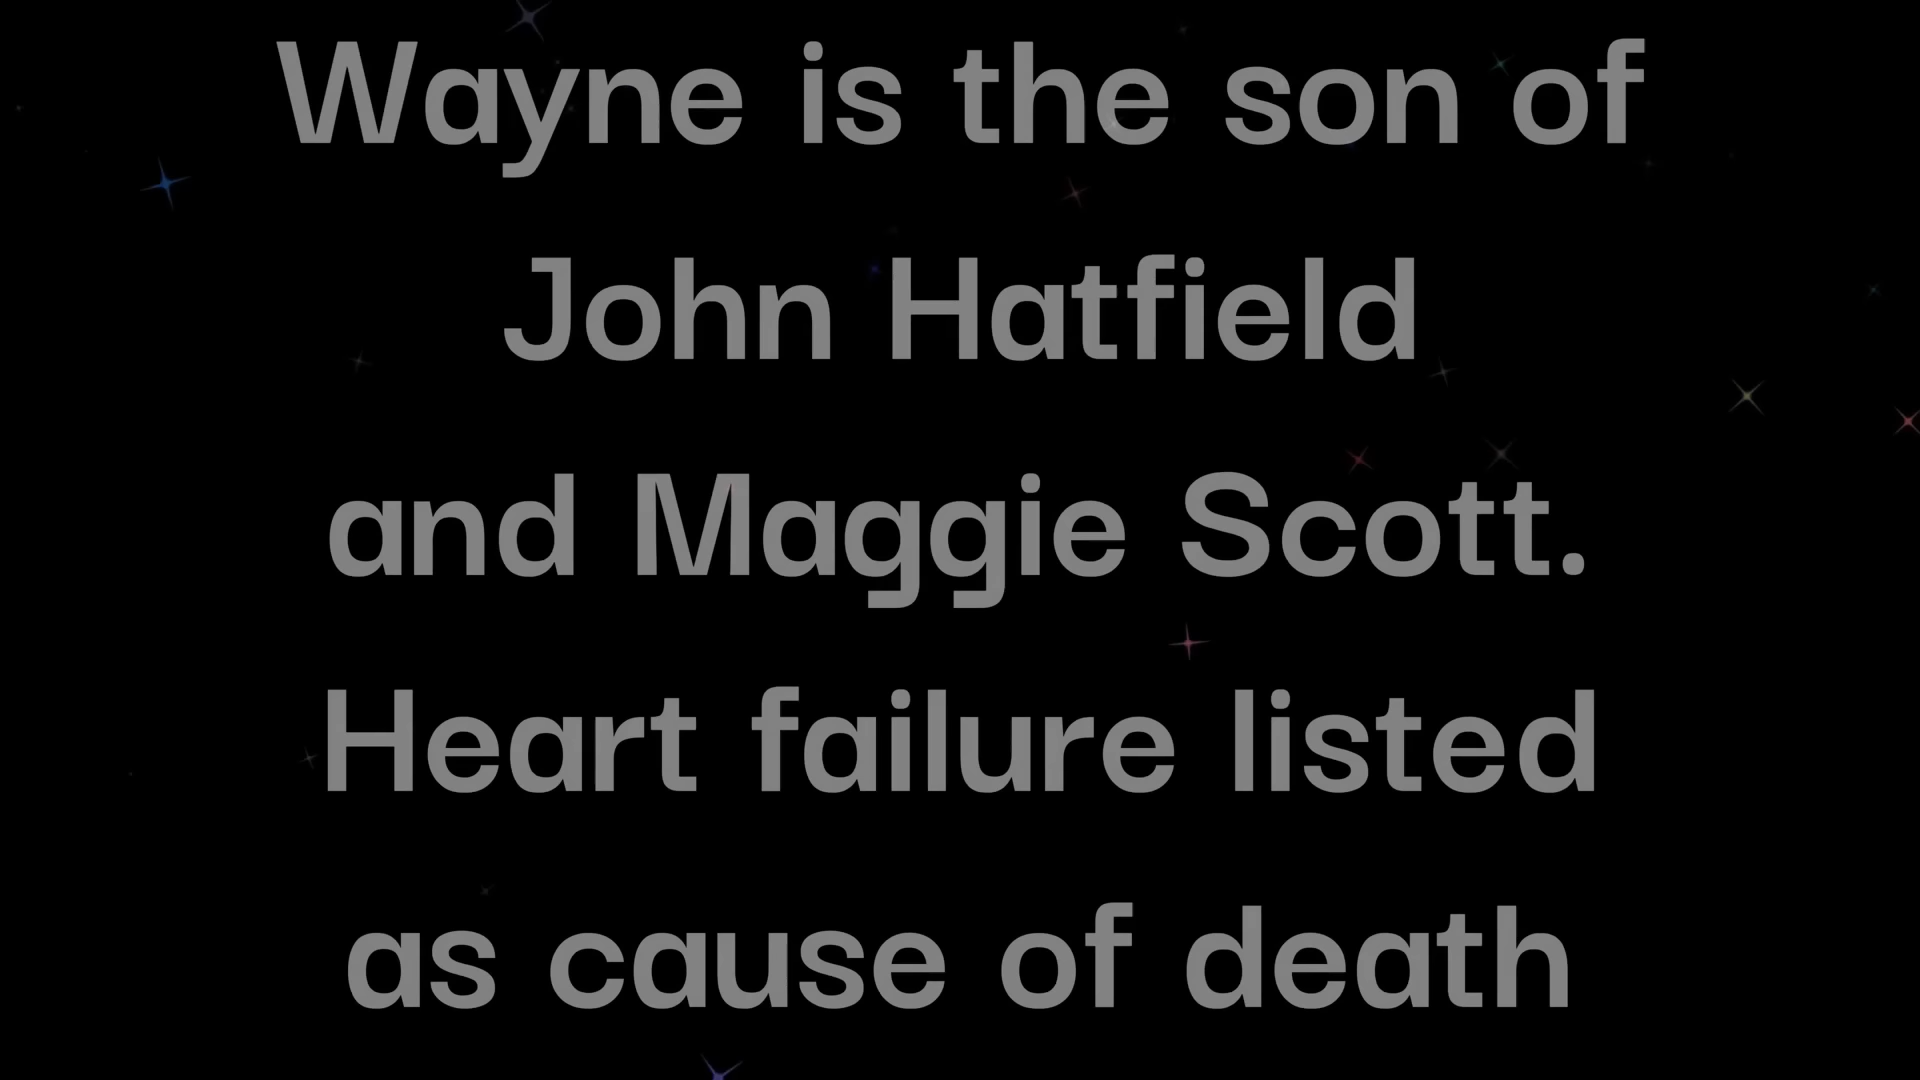 Wayne is the son of
John Hatfield
and Maggie Scott.
Heart failure listed
as cause of death